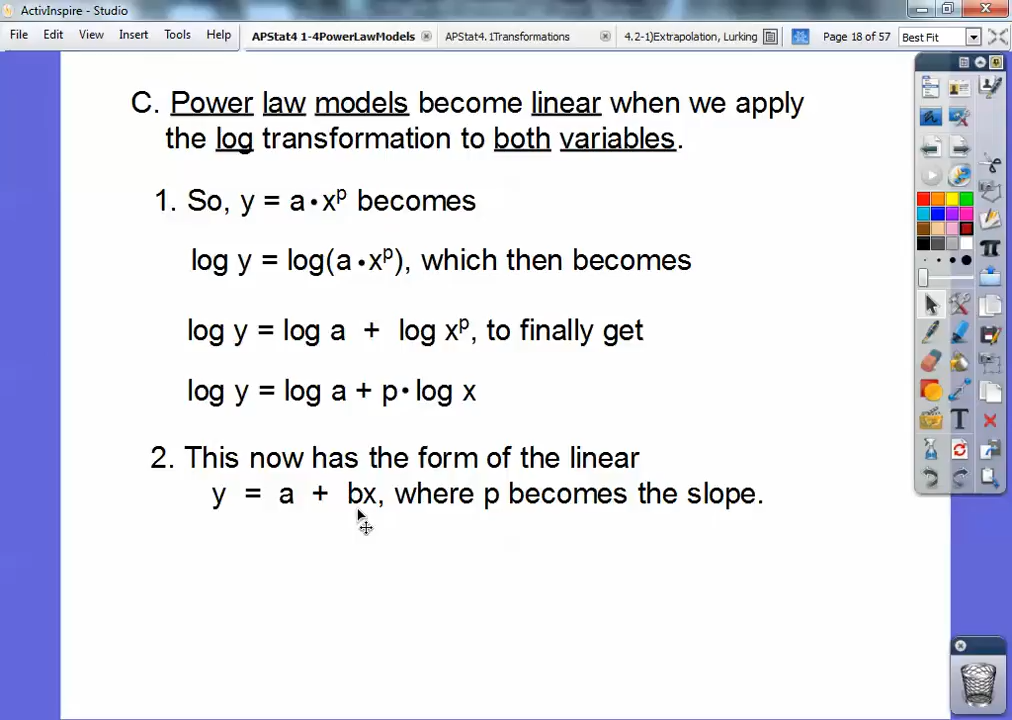 ActivInspire - Studio
File Edit View Insert Tools Help
APStat4 1-4PowerLawModels APStat4.1Transformations 4.2-1)Extrapolation, Lurking Page 18 of 57 Best Fit
C. Power law models become linear when we apply
the log transformation to both variables.
1. So, y = a•xᵖ becomes
log y = log(a•xᵖ), which then becomes
log y = log a + log xᵖ, to finally get
log y = log a + p•log x
2. This now has the form of the linear
y = a + bx, where p becomes the slope.